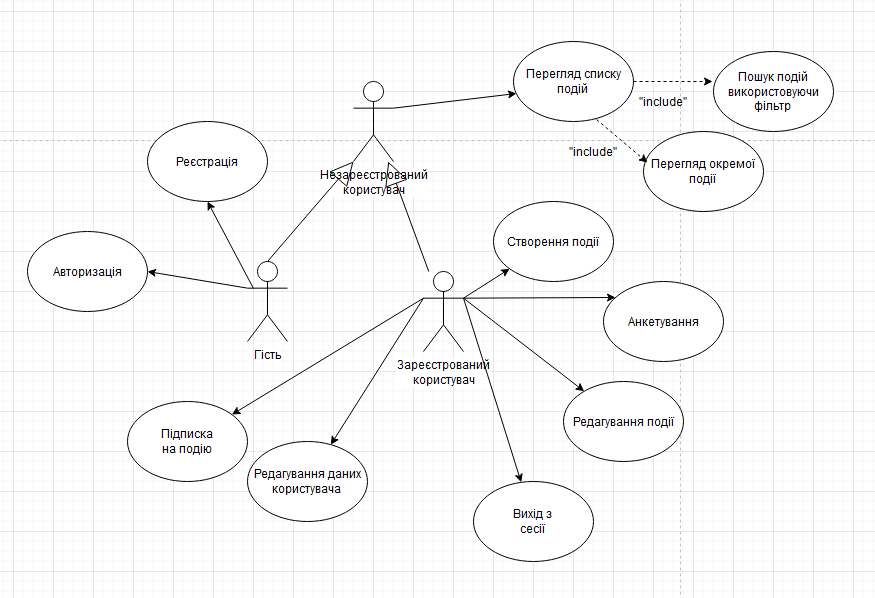 Перегляд списку
подій
Пошук подій
використовуючи
фільтр
"include"
"include"
Перегляд окремої
події
Реєстрація
Незареєстрований
користувач
Створення події
Авторизація
Анкетування
Гість
Зареєстрований
користувач
Редагування події
Підписка
на подію
Редагування даних
користувача
Вихід з
сесії